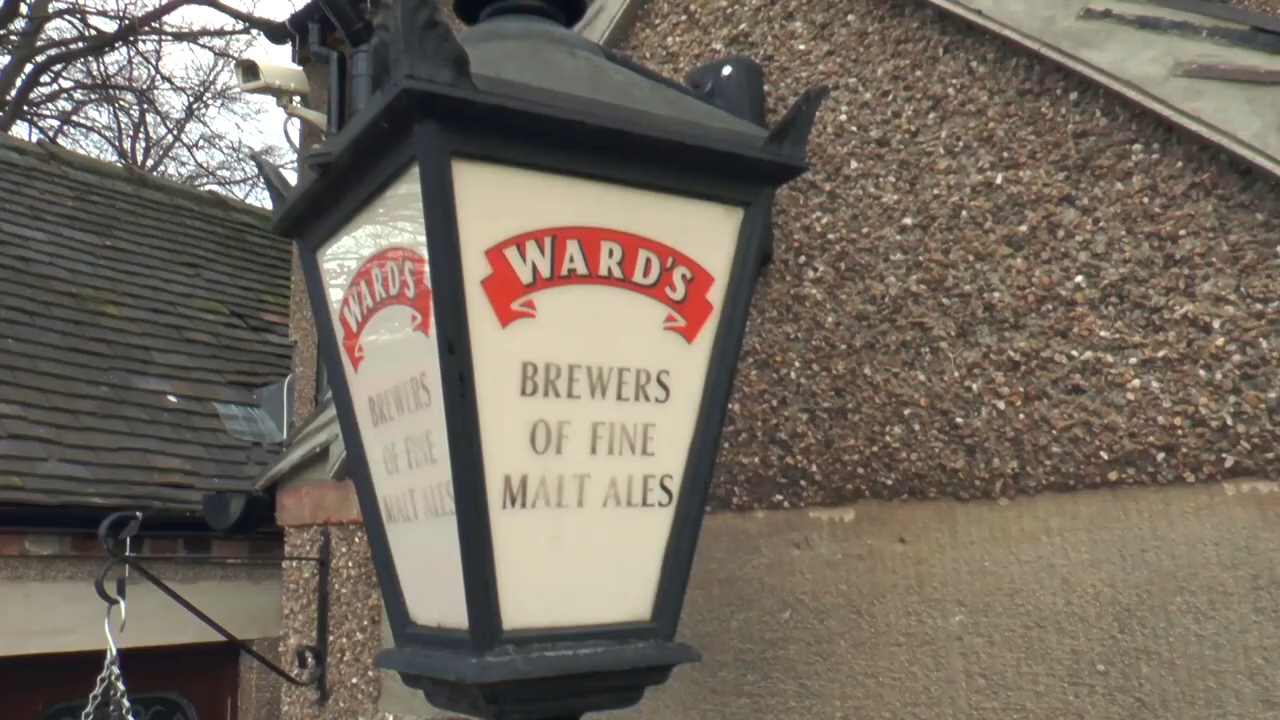 WARD'S
BREWERS
OF FINE
MALT ALES
WARD'S
BREWERS
OF FINE
MALT ALES